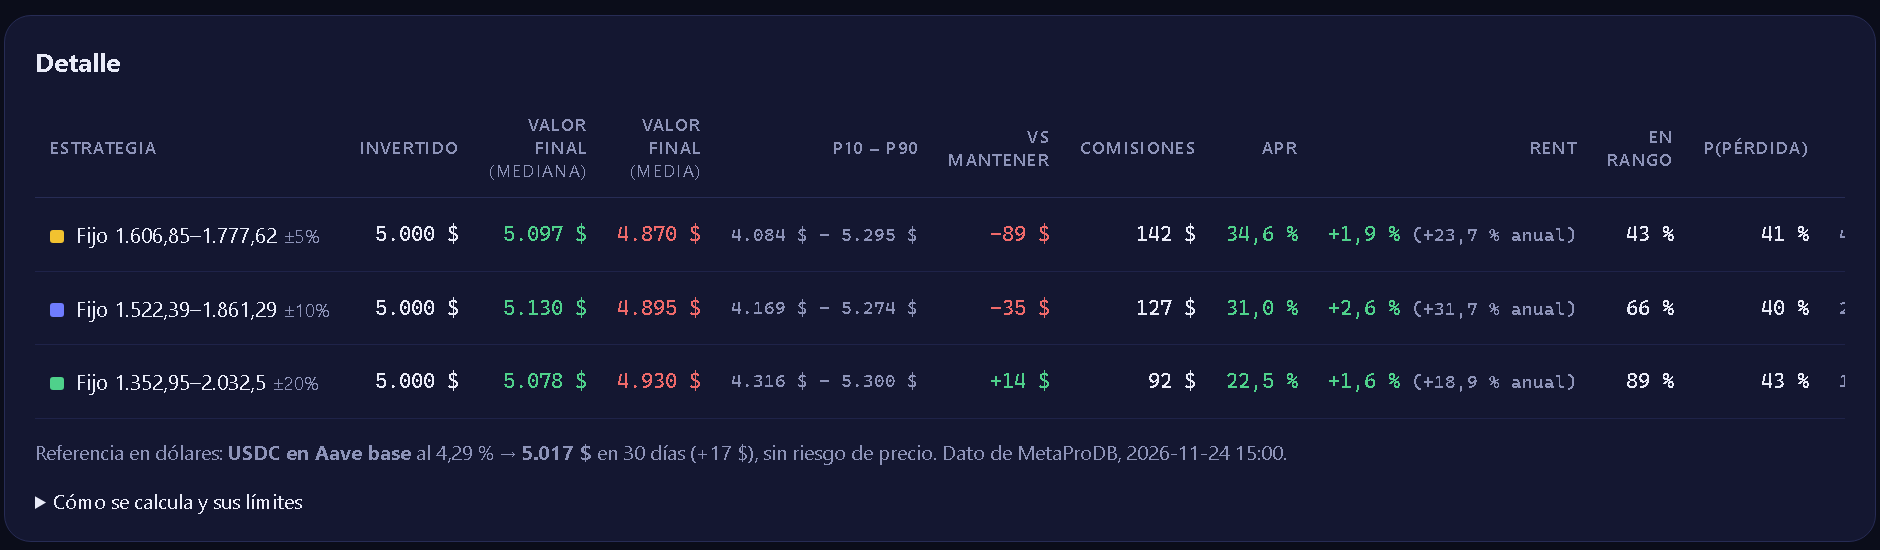 Detalle
ESTRATEGIA INVERTIDO VALOR FINAL (MEDIANA) VALOR FINAL (MEDIA) P10 – P90 VS MANTENER COMISIONES APR RENT EN RANGO P(PÉRDIDA)
Fijo 1.606,85–1.777,62 ±5% 5.000 $ 5.097 $ 4.870 $ 4.084 $ – 5.295 $ −89 $ 142 $ 34,6 % +1,9 % (+23,7 % anual) 43 % 41 %
Fijo 1.522,39–1.861,29 ±10% 5.000 $ 5.130 $ 4.895 $ 4.169 $ – 5.274 $ −35 $ 127 $ 31,0 % +2,6 % (+31,7 % anual) 66 % 40 %
Fijo 1.352,95–2.032,5 ±20% 5.000 $ 5.078 $ 4.930 $ 4.316 $ – 5.300 $ +14 $ 92 $ 22,5 % +1,6 % (+18,9 % anual) 89 % 43 %
Referencia en dólares: USDC en Aave base al 4,29 % → 5.017 $ en 30 días (+17 $), sin riesgo de precio. Dato de MetaProDB, 2026-11-24 15:00.
▶ Cómo se calcula y sus límites